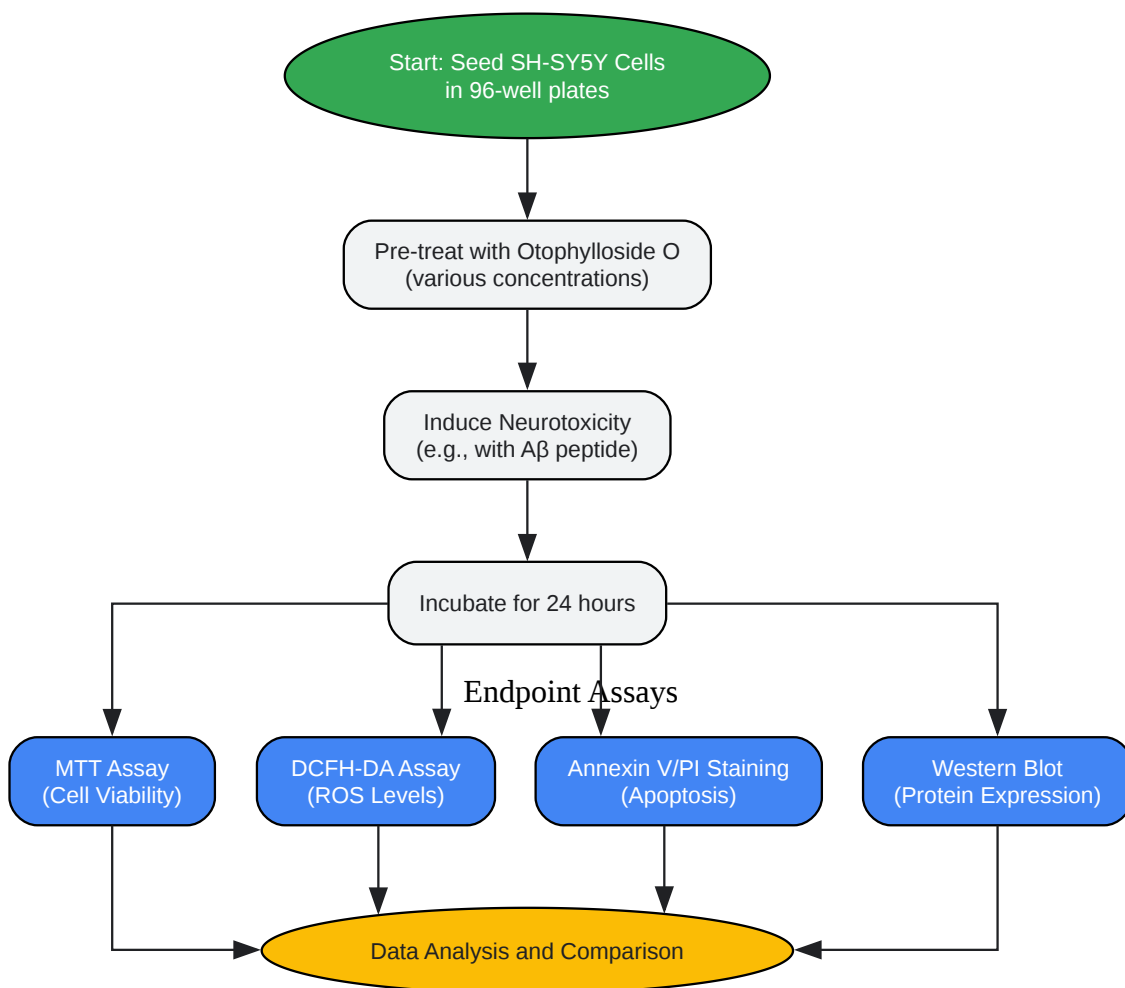 Start: Seed SH-SY5Y Cells
in 96-well plates
Pre-treat with Otophylloside O
(various concentrations)
Induce Neurotoxicity
(e.g., with Aβ peptide)
Incubate for 24 hours
Endpoint Assays
MTT Assay
(Cell Viability)
DCFH-DA Assay
(ROS Levels)
Annexin V/PI Staining
(Apoptosis)
Western Blot
(Protein Expression)
Data Analysis and Comparison